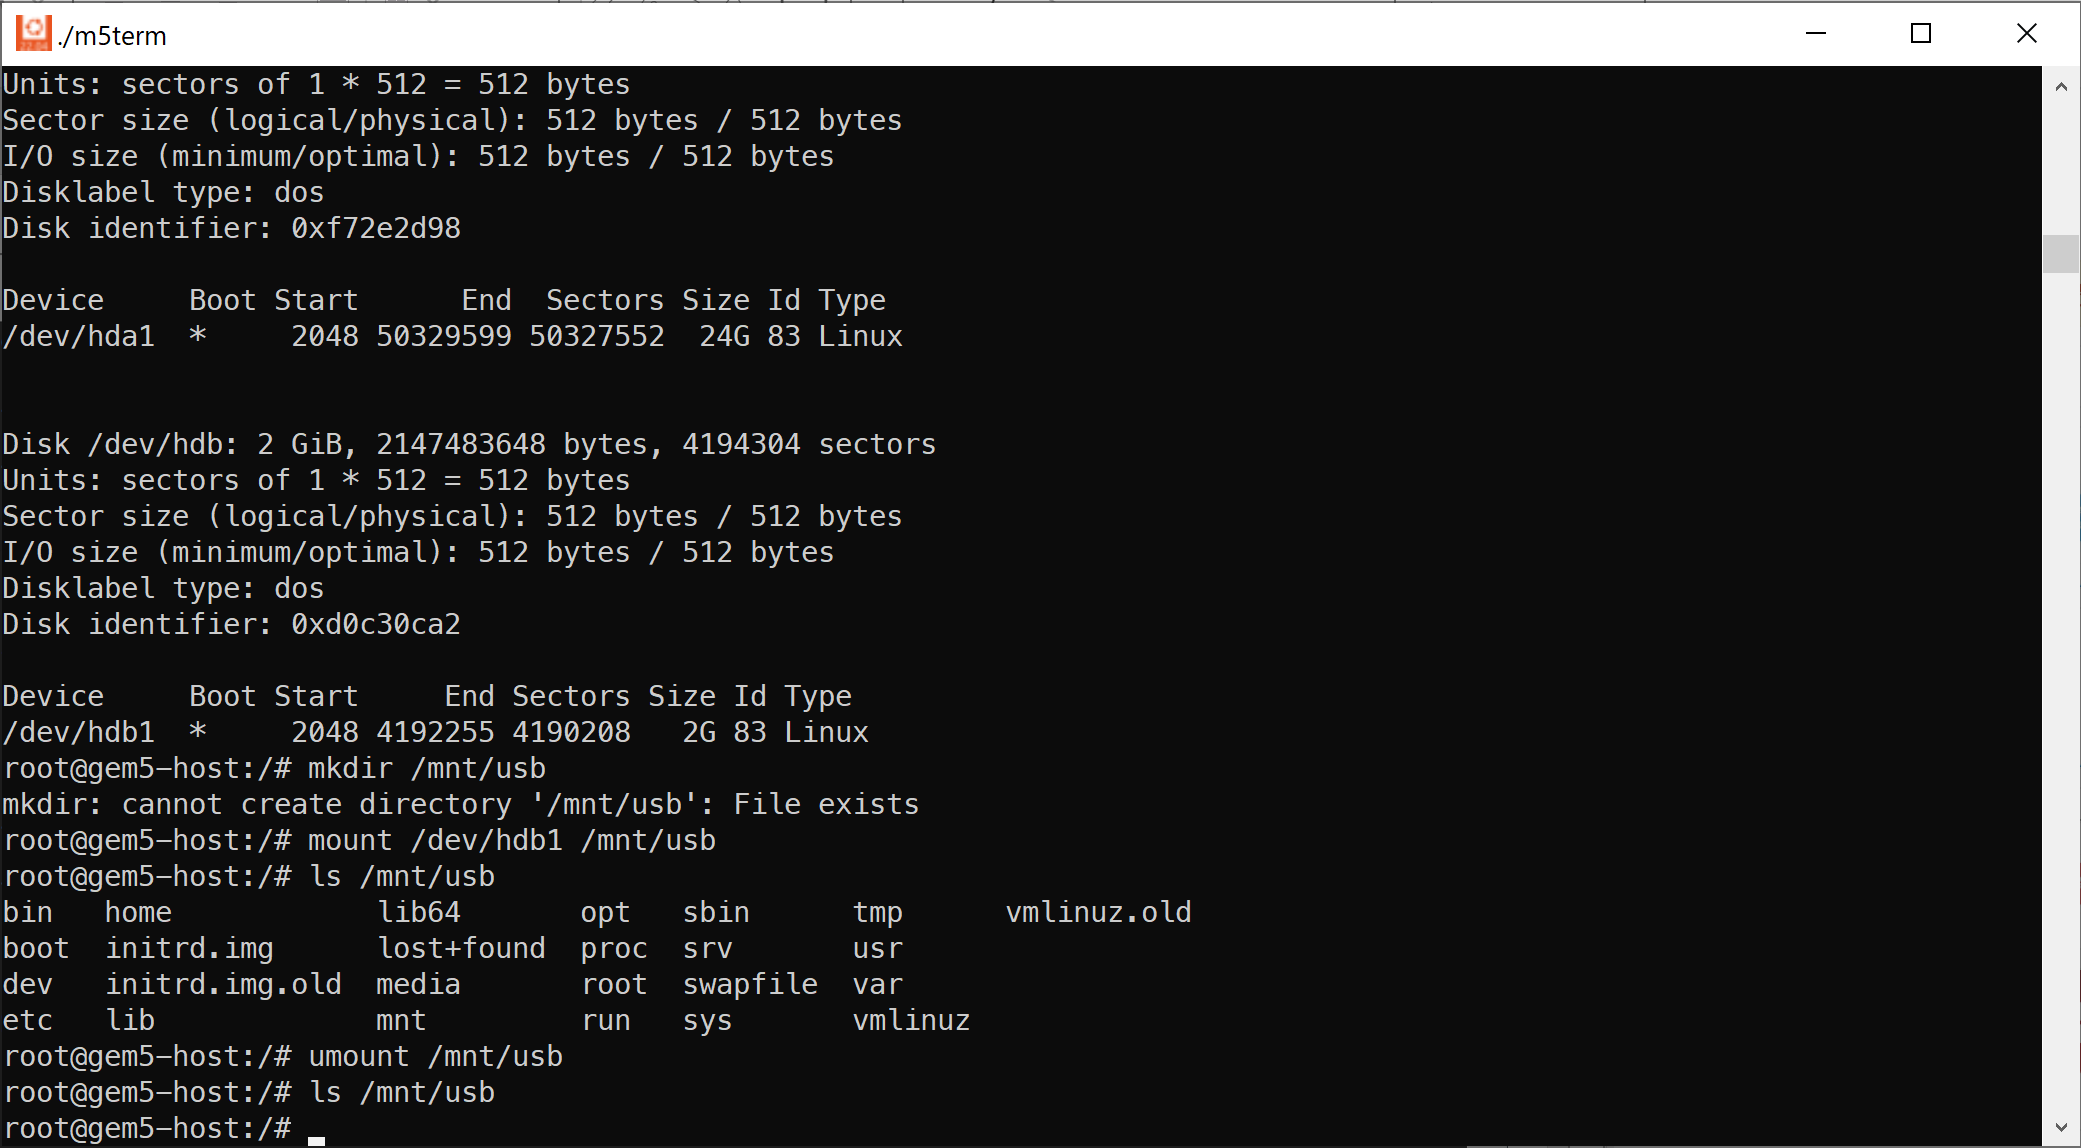 ./m5term
Units: sectors of 1 * 512 = 512 bytes
Sector size (logical/physical): 512 bytes / 512 bytes
I/O size (minimum/optimal): 512 bytes / 512 bytes
Disklabel type: dos
Disk identifier: 0xf72e2d98
Device     Boot Start      End  Sectors Size Id Type
/dev/hda1  *     2048 50329599 50327552  24G 83 Linux
Disk /dev/hdb: 2 GiB, 2147483648 bytes, 4194304 sectors
Units: sectors of 1 * 512 = 512 bytes
Sector size (logical/physical): 512 bytes / 512 bytes
I/O size (minimum/optimal): 512 bytes / 512 bytes
Disklabel type: dos
Disk identifier: 0xd0c30ca2
Device     Boot Start     End Sectors Size Id Type
/dev/hdb1  *     2048 4192255 4190208   2G 83 Linux
root@gem5-host:/# mkdir /mnt/usb
mkdir: cannot create directory '/mnt/usb': File exists
root@gem5-host:/# mount /dev/hdb1 /mnt/usb
root@gem5-host:/# ls /mnt/usb
bin   home            lib64       opt   sbin      tmp      vmlinuz.old
boot  initrd.img      lost+found  proc  srv       usr
dev   initrd.img.old  media       root  swapfile  var
etc   lib             mnt         run   sys       vmlinuz
root@gem5-host:/# umount /mnt/usb
root@gem5-host:/# ls /mnt/usb
root@gem5-host:/#